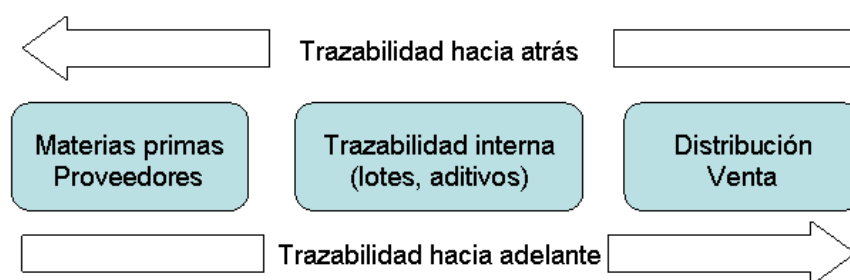 Trazabilidad hacia atrás
Materias primas
Proveedores
Trazabilidad interna
(lotes, aditivos)
Distribución
Venta
Trazabilidad hacia adelante